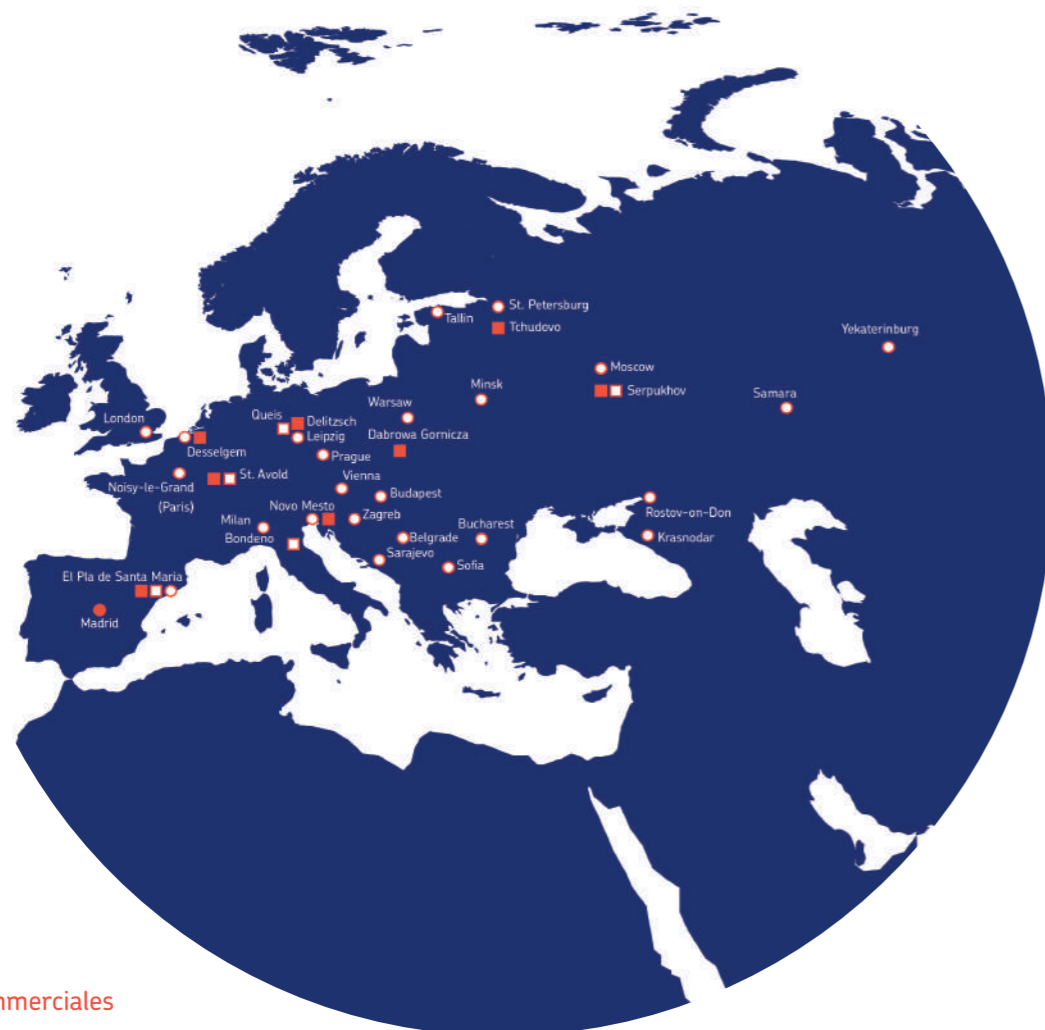 St. Petersburg
Tallin
Tchudovo
Yekaterinburg
Moscow
Serpukhov
Samara
Minsk
Warsaw
Dabrowa Gornicza
Queis
Delitzsch
Leipzig
London
Desselgem
Prague
St. Avold
Noisy-le-Grand
(Paris)
Vienna
Budapest
Novo Mesto
Zagreb
Milan
Bondeno
Belgrade
Bucharest
Sarajevo
Sofia
Rostov-on-Don
Krasnodar
El Pla de Santa Maria
Madrid
mmerciales